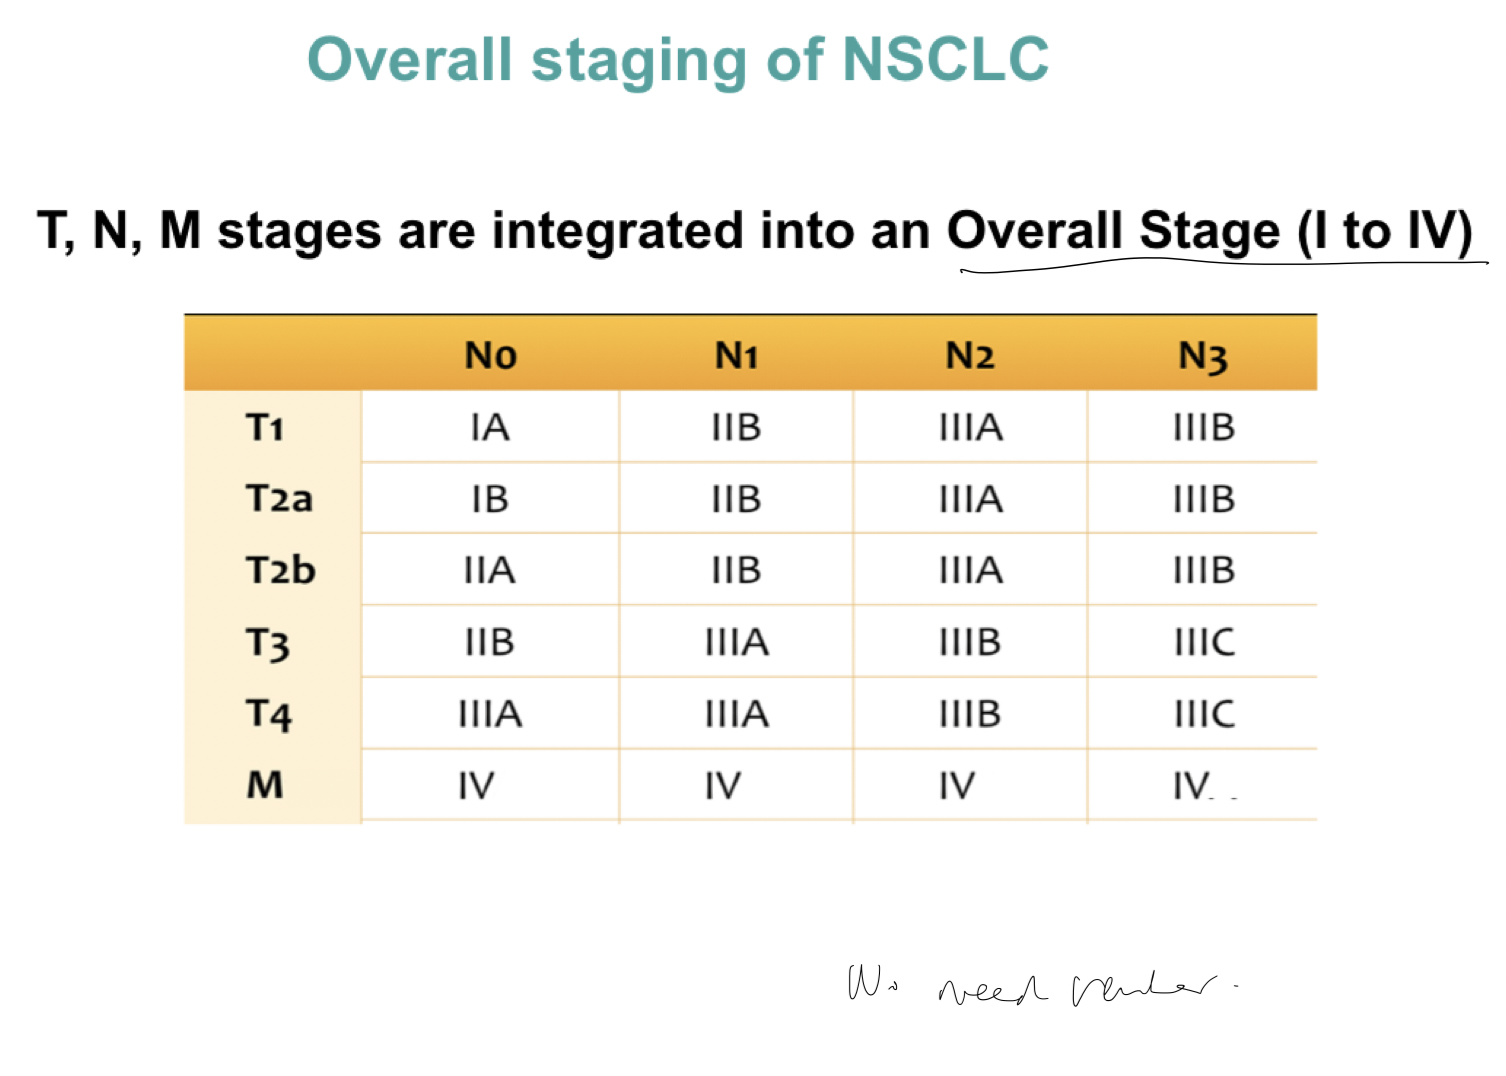 Overall staging of NSCLC
T, N, M stages are integrated into an Overall Stage (I to IV)
N0 N1 N2 N3
T1 IA IIB IIIA IIIB
T2a IB IIB IIIA IIIB
T2b IIA IIB IIIA IIIB
T3 IIB IIIA IIIB IIIC
T4 IIIA IIIA IIIB IIIC
M IV IV IV IV
No need